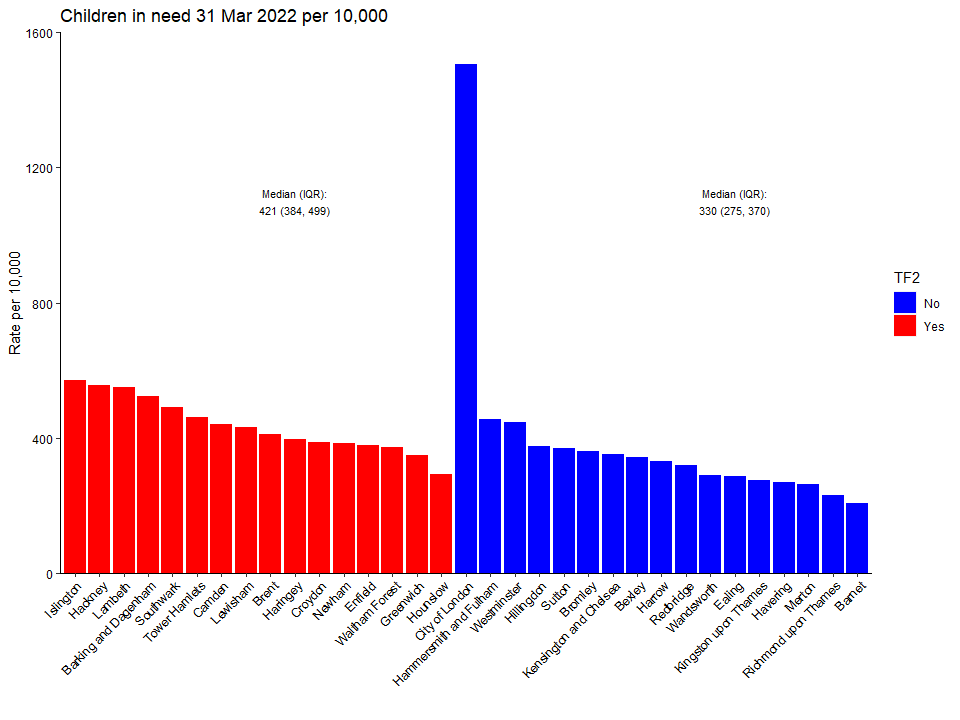 Children in need 31 Mar 2022 per 10,000
Rate per 10,000
1600
1200
800
400
0
Median (IQR):
421 (384, 499)
Median (IQR):
330 (275, 370)
TF2
No
Yes
Islington
Hackney
Lambeth
Barking and Dagenham
Southwark
Tower Hamlets
Camden
Lewisham
Brent
Haringey
Croydon
Newham
Enfield
Waltham Forest
Greenwich
Hounslow
City of London
Hammersmith and Fulham
Westminster
Hillingdon
Sutton
Bromley
Kensington and Chelsea
Bexley
Harrow
Redbridge
Wandsworth
Ealing
Kingston upon Thames
Havering
Merton
Richmond upon Thames
Barnet